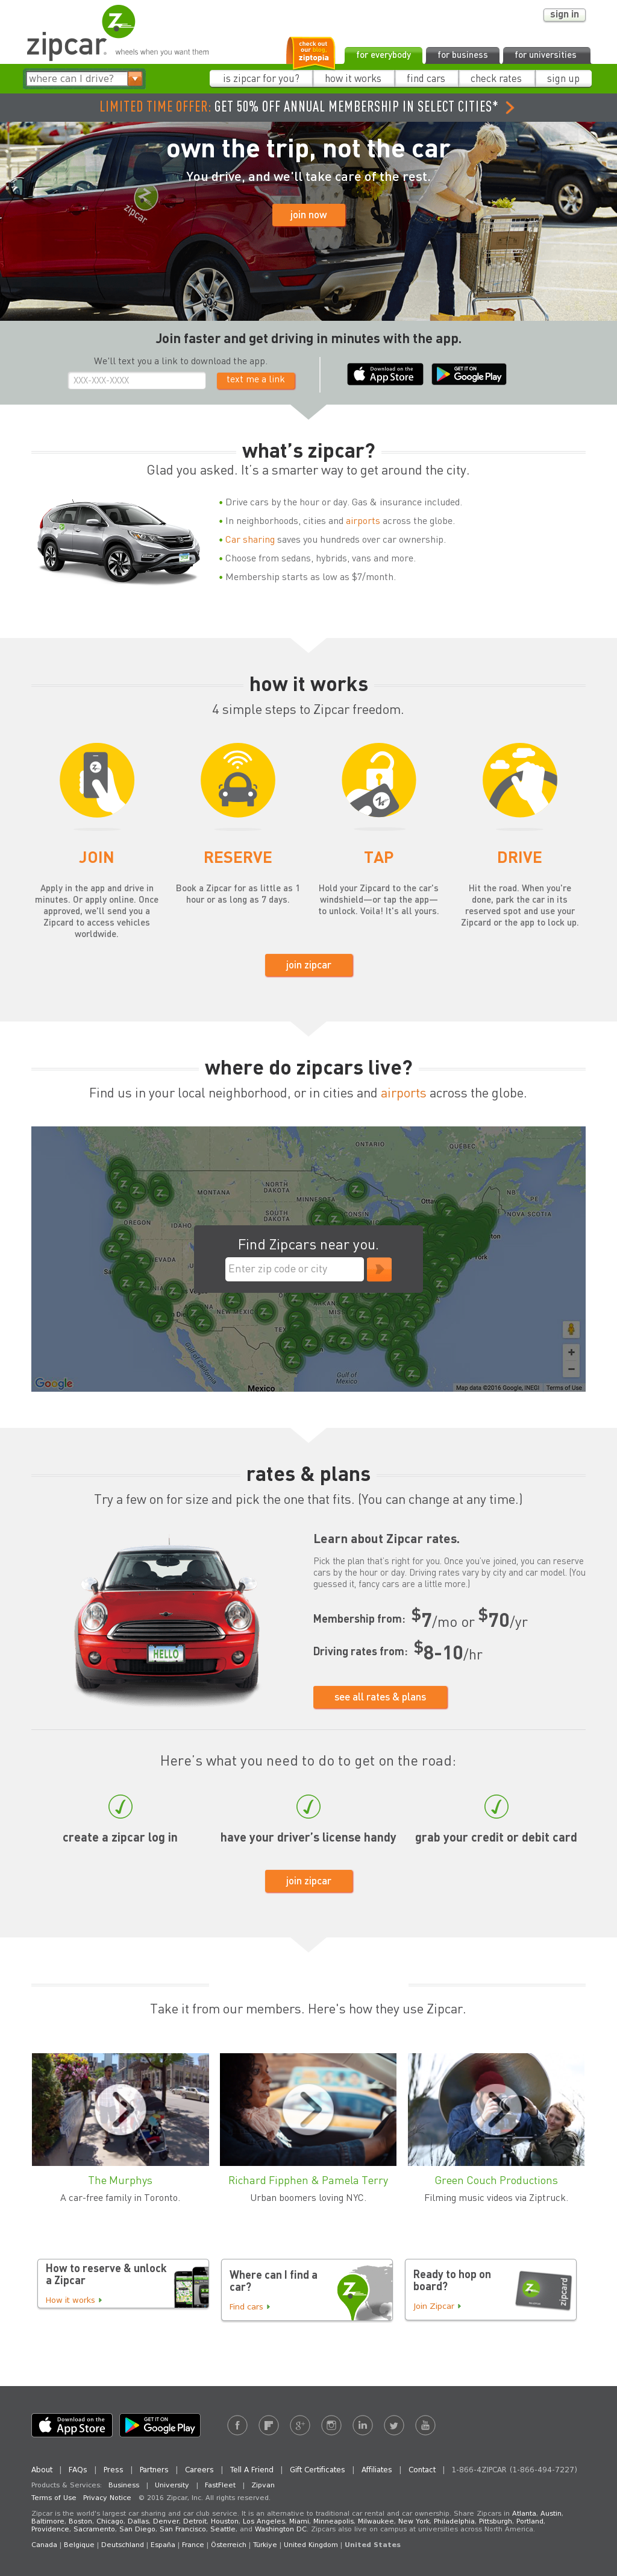 sign in
zipcar.
wheels when you want them
check out
our blog,
ziptopia
for everybody
for business
for universities
where can I drive?
is zipcar for you?
how it works
find cars
check rates
sign up
LIMITED TIME OFFER: GET 50% OFF ANNUAL MEMBERSHIP IN SELECT CITIES*
own the trip, not the car
You drive, and we'll take care of the rest.
zipcar
join now
Join faster and get driving in minutes with the app.
We'll text you a link to download the app.
XXX-XXX-XXXX
text me a link
Download on the
App Store
GET IT ON
Google Play
what's zipcar?
Glad you asked. It's a smarter way to get around the city.
Drive cars by the hour or day. Gas & insurance included.
In neighborhoods, cities and airports across the globe.
Car sharing saves you hundreds over car ownership.
Choose from sedans, hybrids, vans and more.
Membership starts as low as $7/month.
how it works
4 simple steps to Zipcar freedom.
JOIN
Apply in the app and drive in
minutes. Or apply online. Once
approved, we'll send you a
Zipcard to access vehicles
worldwide.
RESERVE
Book a Zipcar for as little as 1
hour or as long as 7 days.
TAP
Hold your Zipcard to the car's
windshield—or tap the app—
to unlock. Voila! It's all yours.
DRIVE
Hit the road. When you're
done, park the car in its
reserved spot and use your
Zipcard or the app to lock up.
join zipcar
where do zipcars live?
Find us in your local neighborhood, or in cities and airports across the globe.
ONTARIO
QUEBEC
NORTH
DAKOTA
MONTANA
NB
PE
NOVA SCOTIA
Ottawa
SOUTH
DAKOTA
OREGON
IDAHO
Find Zipcars near you.
Enter zip code or city
NEVADA
NEW MEXICO
Gulf of
Mexico
Gulf of California
Google
México
Map data ©2016 Google, INEGI
Terms of Use
rates & plans
Try a few on for size and pick the one that fits. (You can change at any time.)
HELLO
Learn about Zipcar rates.
Pick the plan that's right for you. Once you've joined, you can reserve
cars by the hour or day. Driving rates vary by city and car model. (You
guessed it, fancy cars are a little more.)
Membership from: $7/mo or $70/yr
Driving rates from: $8-10/hr
see all rates & plans
Here's what you need to do to get on the road:
create a zipcar log in
have your driver's license handy
grab your credit or debit card
join zipcar
Take it from our members. Here's how they use Zipcar.
The Murphys
A car-free family in Toronto.
Richard Fipphen & Pamela Terry
Urban boomers loving NYC.
Green Couch Productions
Filming music videos via Ziptruck.
How to reserve & unlock
a Zipcar
How it works
Where can I find a
car?
Find cars
Ready to hop on
board?
Join Zipcar
zipcard
Download on the
App Store
GET IT ON
Google Play
About | FAQs | Press | Partners | Careers | Tell A Friend | Gift Certificates | Affiliates | Contact | 1-866-4ZIPCAR (1-866-494-7227)
Products & Services: Business | University | FastFleet | Zipvan
Terms of Use Privacy Notice © 2016 Zipcar, Inc. All rights reserved.
Zipcar is the world's largest car sharing and car club service. It is an alternative to traditional car rental and car ownership. Share Zipcars in Atlanta, Austin,
Baltimore, Boston, Chicago, Dallas, Denver, Detroit, Houston, Los Angeles, Miami, Minneapolis, Milwaukee, New York, Philadelphia, Pittsburgh, Portland,
Providence, Sacramento, San Diego, San Francisco, Seattle, and Washington DC. Zipcars also live on campus at universities across North America.
Canada | Belgique | Deutschland | España | France | Österreich | Türkiye | United Kingdom | United States